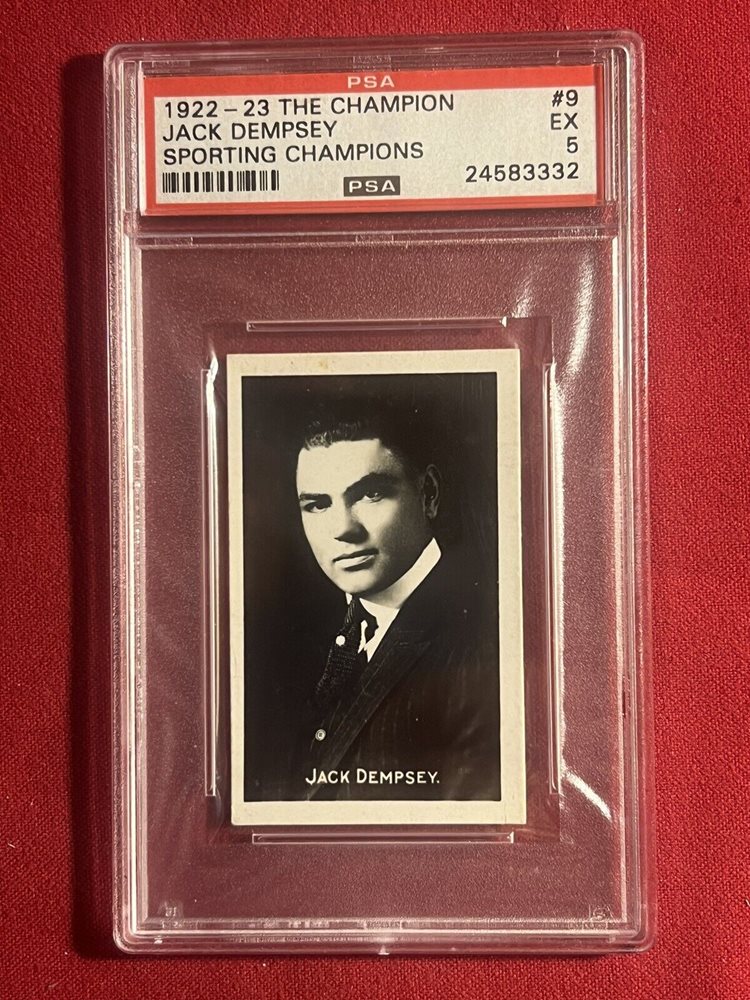 PSA
1922-23 THE CHAMPION #9
JACK DEMPSEY EX
SPORTING CHAMPIONS 5
PSA 24583332
JACK DEMPSEY.